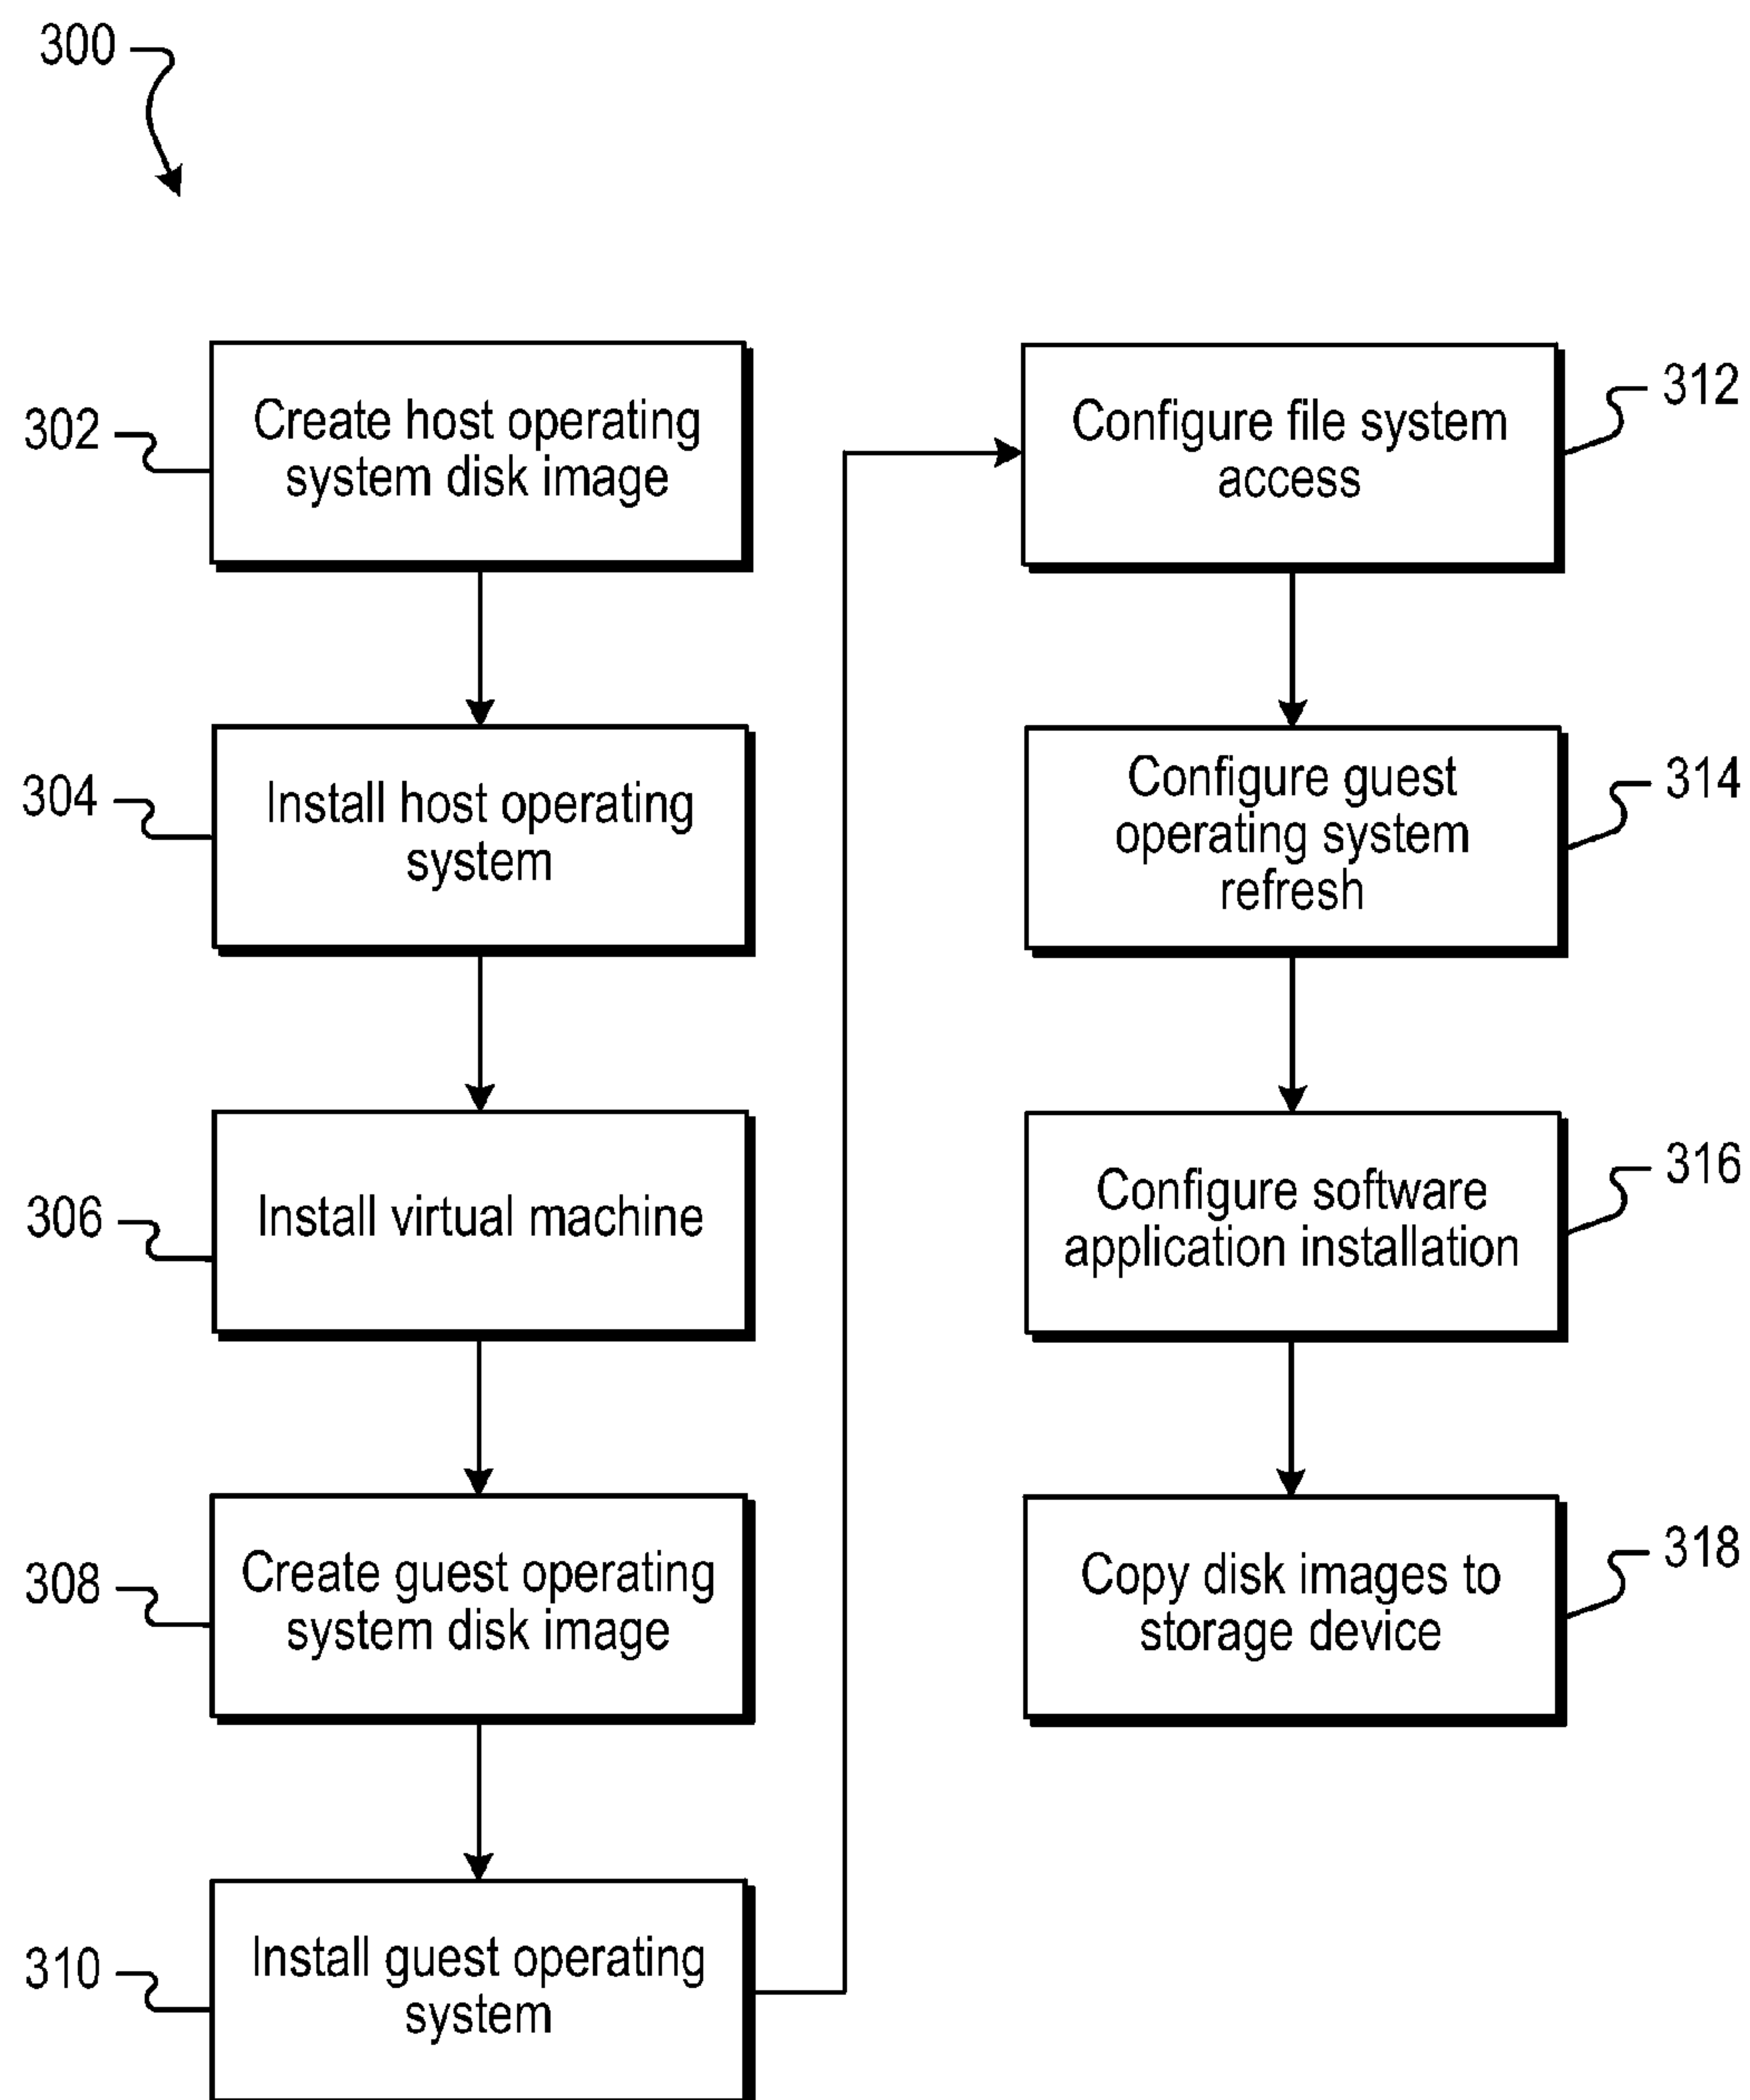 300
302
Create host operating
system disk image
304
Install host operating
system
306
Install virtual machine
308
Create guest operating
system disk image
310
Install guest operating
system
312
Configure file system
access
314
Configure guest
operating system
refresh
316
Configure software
application installation
318
Copy disk images to
storage device